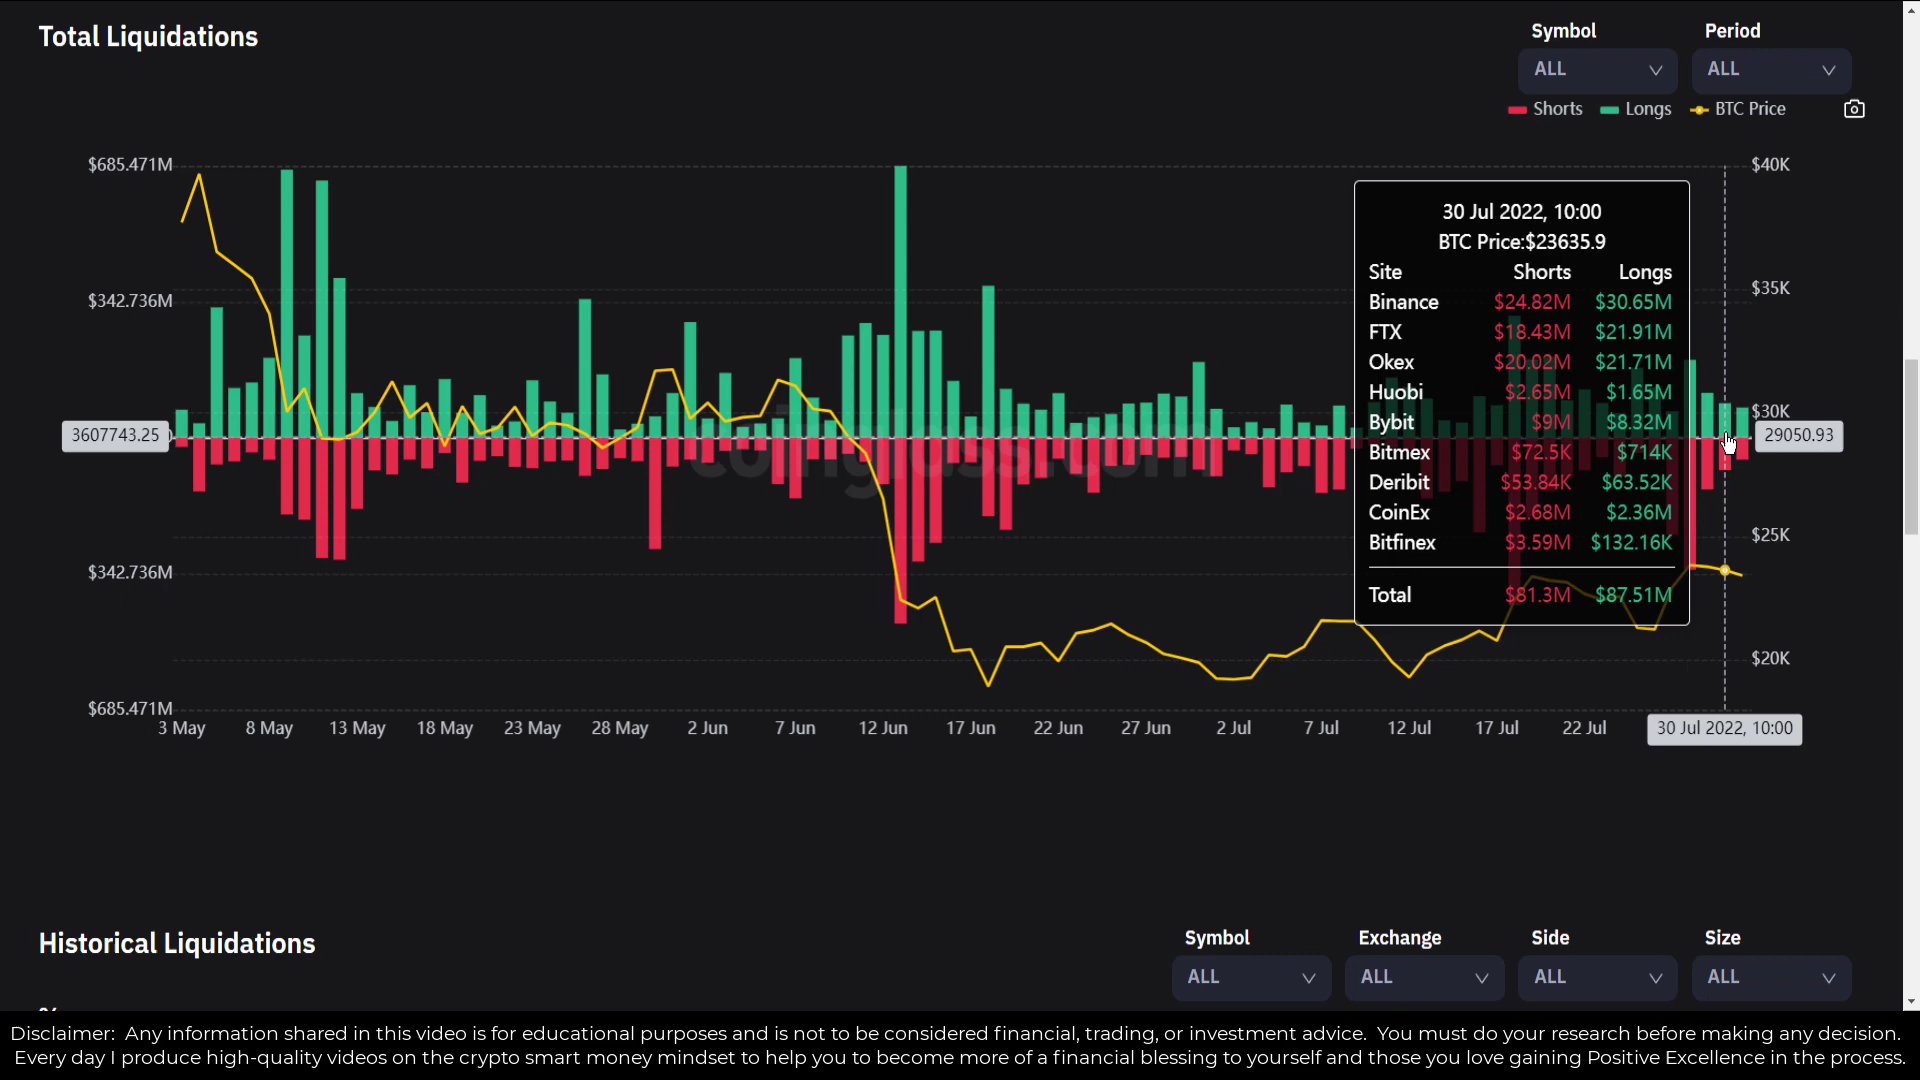 Total Liquidations
Symbol Period
ALL ALL
Shorts Longs BTC Price
$685.471M $40K
30 Jul 2022, 10:00
BTC Price:$23635.9
Site Shorts Longs
$342.736M $35K
Binance $24.82M $30.65M
FTX $18.43M $21.91M
Okex $20.02M $21.71M
Huobi $2.65M $1.65M
$30K
Bybit $9M $8.32M
3607743.25 29050.93
coinglass.com
Bitmex $72.5K $714K
Deribit $53.84K $63.52K
CoinEx $2.68M $2.36M
$25K
Bitfinex $3.59M $132.16K
$342.736M
Total $81.3M $87.51M
$20K
$685.471M
3 May 8 May 13 May 18 May 23 May 28 May 2 Jun 7 Jun 12 Jun 17 Jun 22 Jun 27 Jun 2 Jul 7 Jul 12 Jul 17 Jul 22 Jul 30 Jul 2022, 10:00
Historical Liquidations
Symbol Exchange Side Size
ALL ALL ALL ALL
Disclaimer: Any information shared in this video is for educational purposes and is not to be considered financial, trading, or investment advice. You must do your research before making any decision.
Every day I produce high-quality videos on the crypto smart money mindset to help you to become more of a financial blessing to yourself and those you love gaining Positive Excellence in the process.